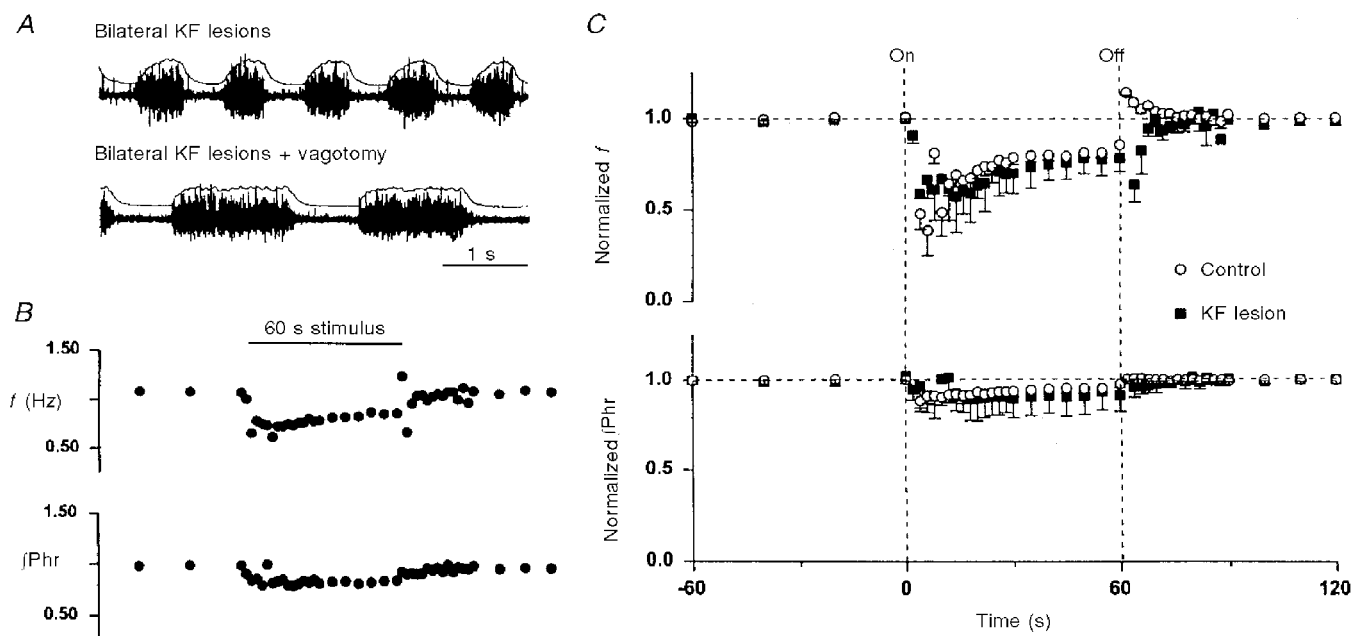 A
Bilateral KF lesions
Bilateral KF lesions + vagotomy
1 s
B
60 s stimulus
1.50
f (Hz)
0.50
1.50
∫Phr
0.50
C
On
Off
1.0
Normalized f
0.5
0.0
Control
KF lesion
1.0
Normalized ∫Phr
0.5
0.0
-60
0
60
120
Time (s)